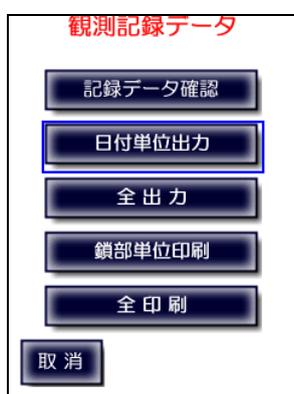 観測記録データ
記録データ確認
日付単位出力
全 出 力
鎖部単位印刷
全 印 刷
取 消